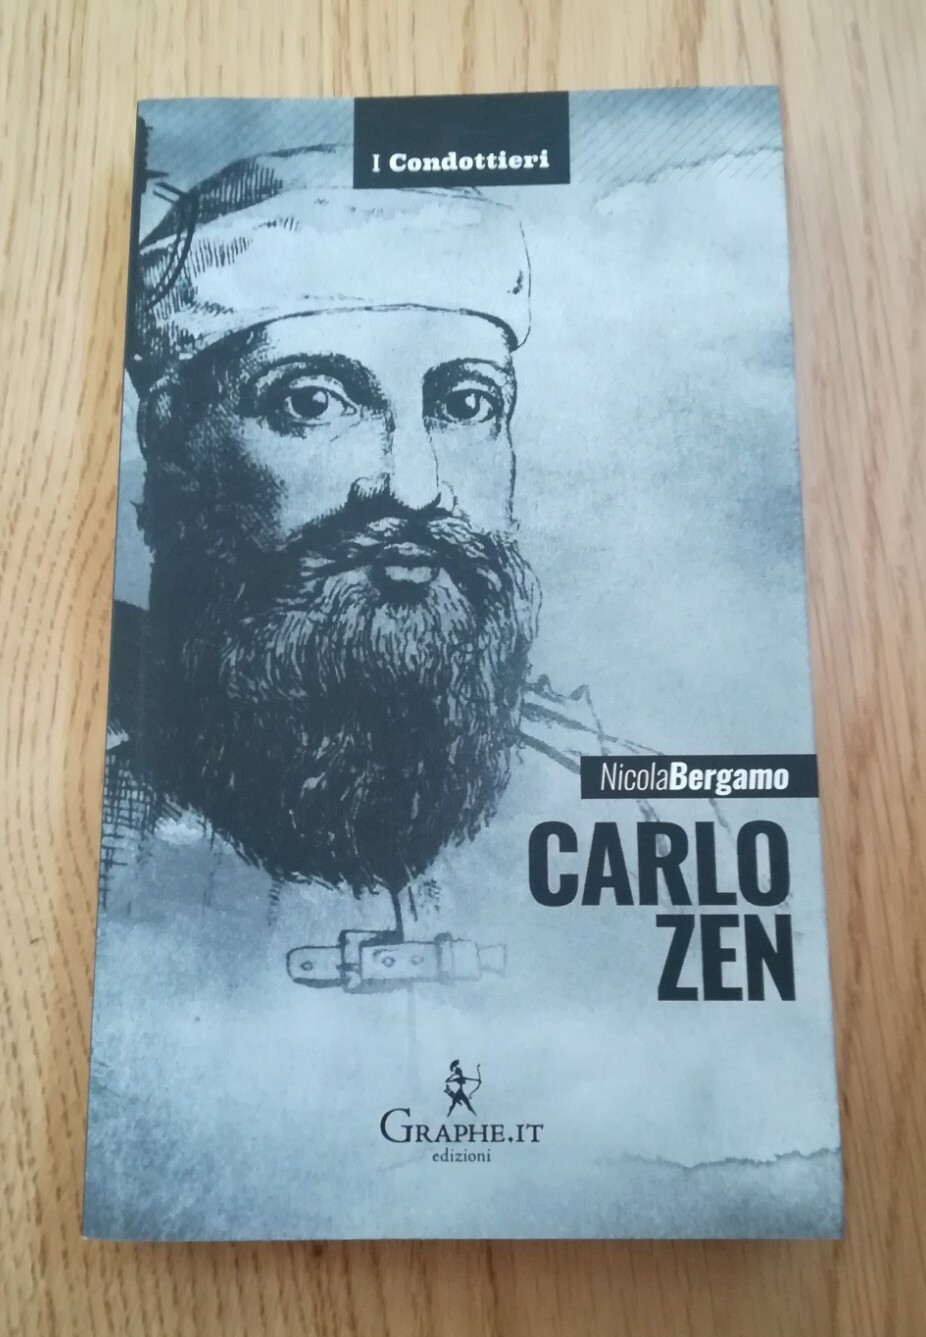 I Condottieri
NicolaBergamo
CARLO
ZEN
GRAPHE.IT
edizioni